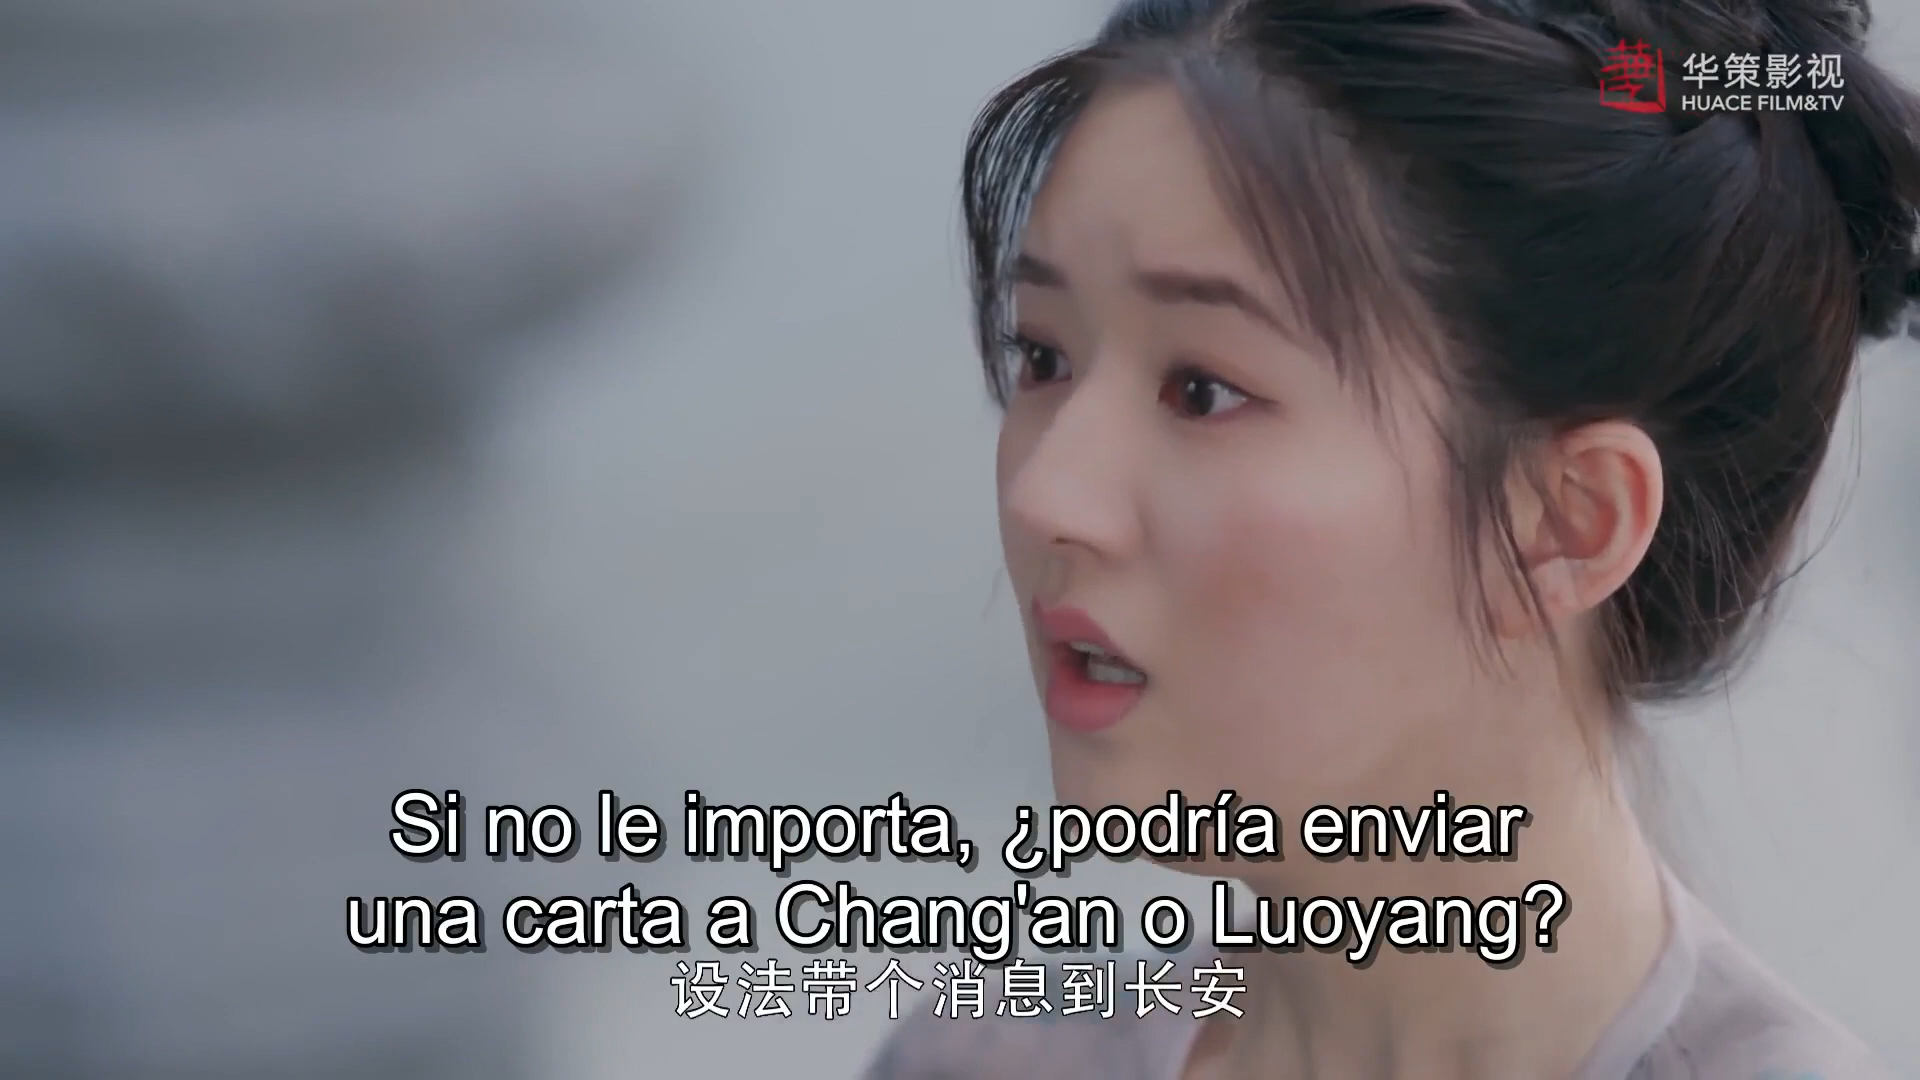 华策影视
HUACE FILM&TV
Si no le importa, ¿podría enviar
una carta a Chang'an o Luoyang?
设法带个消息到长安